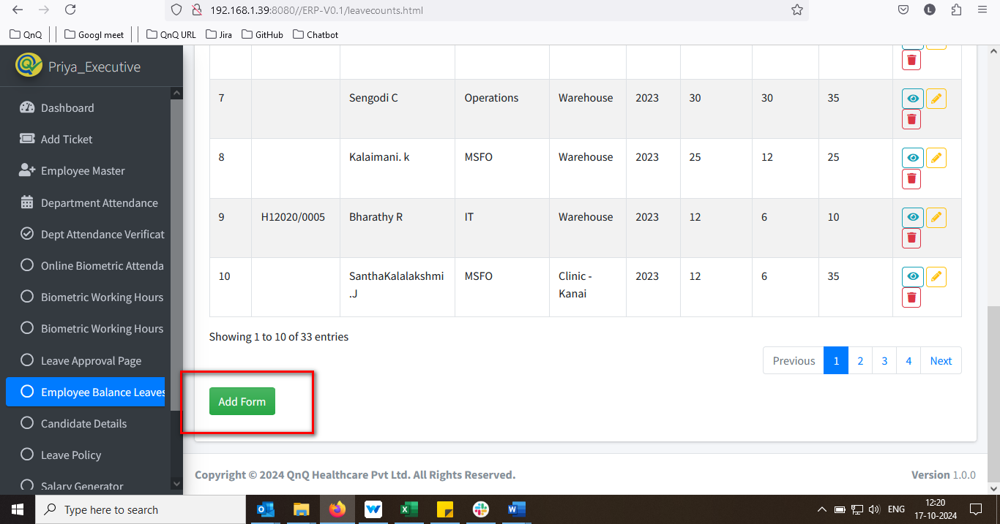 192.168.1.39:8080//ERP-V0.1/leavecounts.html
L
QnQ Googl meet QnQ URL Jira GitHub Chatbot
Priya_Executive
Dashboard
Add Ticket
Employee Master
Department Attendance
Dept Attendance Verificat
Online Biometric Attenda
Biometric Working Hours
Biometric Working Hours
Leave Approval Page
Employee Balance Leaves
Candidate Details
Leave Policy
Salary Generator
7 Sengodi C Operations Warehouse 2023 30 30 35
8 Kalaimani. k MSFO Warehouse 2023 25 12 25
9 H12020/0005 Bharathy R IT Warehouse 2023 12 6 10
10 SanthaKalalakshmi MSFO Clinic - 2023 12 6 35
.J Kanai
Showing 1 to 10 of 33 entries
Previous 1 2 3 4 Next
Add Form
Copyright © 2024 QnQ Healthcare Pvt Ltd. All Rights Reserved. Version 1.0.0
Type here to search
ENG 12:20
17-10-2024